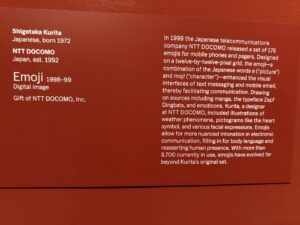 Shigetaka Kurita
Japanese, born 1972
NTT DOCOMO
Japan, est. 1992
Emoji 1998–99
Digital image
Gift of NTT DOCOMO, Inc.
In 1999 the Japanese telecommunications
company NTT DOCOMO released a set of 176
emojis for mobile phones and pagers. Designed
on a twelve-by-twelve-pixel grid, the emoji—a
combination of the Japanese words e ("picture")
and moji ("character")—enhanced the visual
interfaces of text messaging and mobile email,
thereby facilitating communication. Drawing
on sources including manga, the typeface Zapf
Dingbats, and emoticons, Kurita, a designer
at NTT DOCOMO, included illustrations of
weather phenomena, pictograms like the heart
symbol, and various facial expressions. Emojis
allow for more nuanced intonation in electronic
communication, filling in for body language and
reasserting human presence. With more than
3,700 currently in use, emojis have evolved far
beyond Kurita's original set.